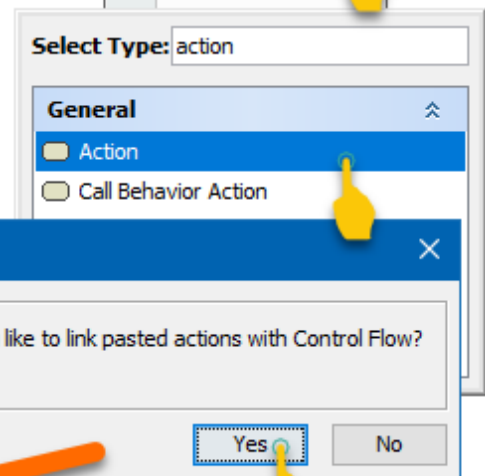 Select Type: action
General
Action
Call Behavior Action
like to link pasted actions with Control Flow?
Yes
No